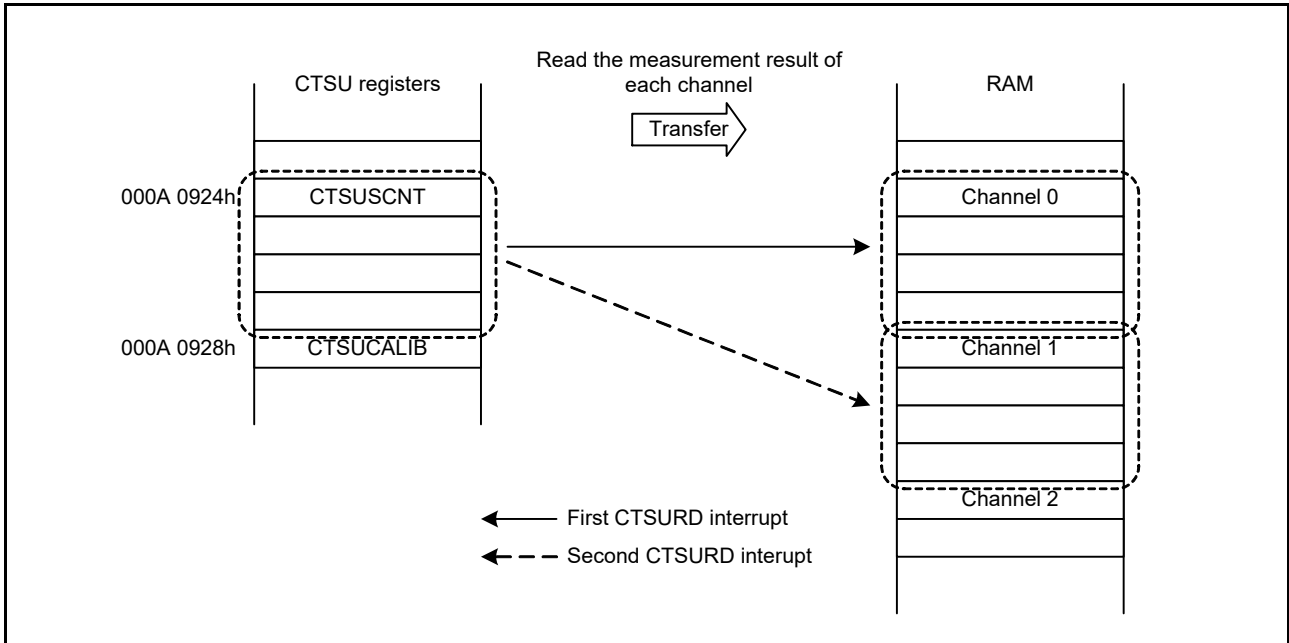 Read the measurement result of
each channel
CTSU registers
RAM
Transfer
000A 0924h
CTSUSCNT
Channel 0
000A 0928h
CTSUCALIB
Channel 1
Channel 2
First CTSURD interrupt
Second CTSURD interupt